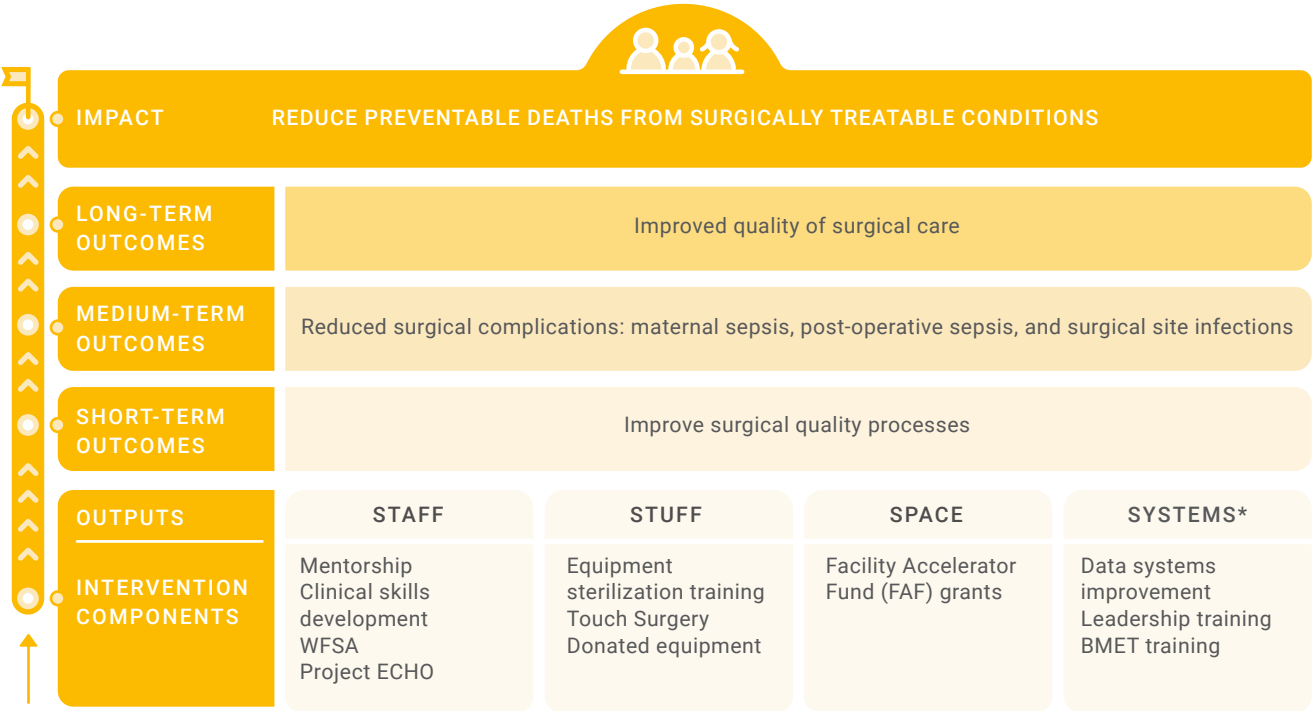 IMPACT
REDUCE PREVENTABLE DEATHS FROM SURGICALLY TREATABLE CONDITIONS
LONG-TERM
OUTCOMES
Improved quality of surgical care
MEDIUM-TERM
OUTCOMES
Reduced surgical complications: maternal sepsis, post-operative sepsis, and surgical site infections
SHORT-TERM
OUTCOMES
Improve surgical quality processes
OUTPUTS
STAFF
STUFF
SPACE
SYSTEMS*
INTERVENTION
COMPONENTS
Mentorship
Clinical skills
development
WFSA
Project ECHO
Equipment
sterilization training
Touch Surgery
Donated equipment
Facility Accelerator
Fund (FAF) grants
Data systems
improvement
Leadership training
BMET training